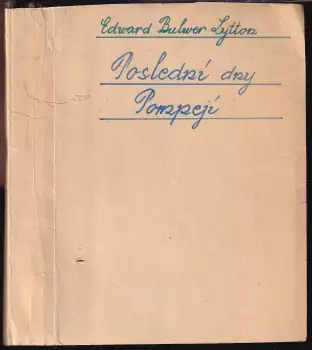 Edward Bulwer Lytton
Poslední dny
Pompejí